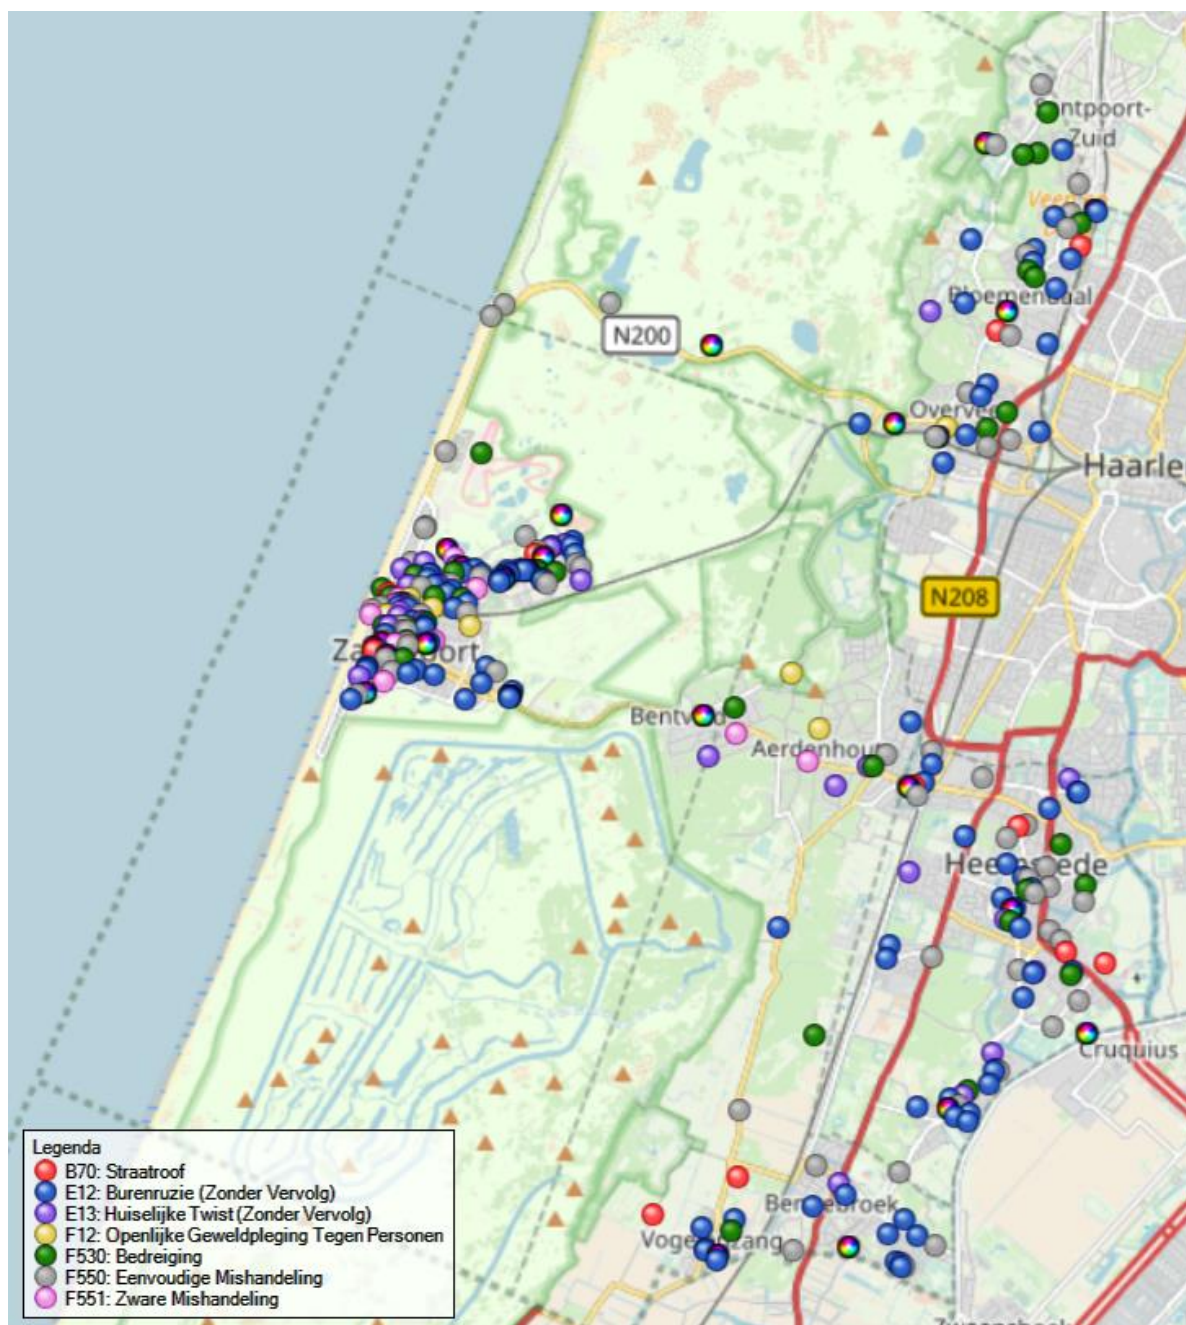 Santpoort-
Zuid
Bloemendaal
N200
Overveen
Haarle
N208
Zandvoort
Bentveld
Aerdenhout
Heemstede
Cruquius
Legenda
B70: Straatroof
E12: Burenruzie (Zonder Vervolg)
E13: Huiselijke Twist (Zonder Vervolg)
F12: Openlijke Geweldpleging Tegen Personen
F530: Bedreiging
F550: Eenvoudige Mishandeling
F551: Zware Mishandeling
Bennebroek
Vogelenzang